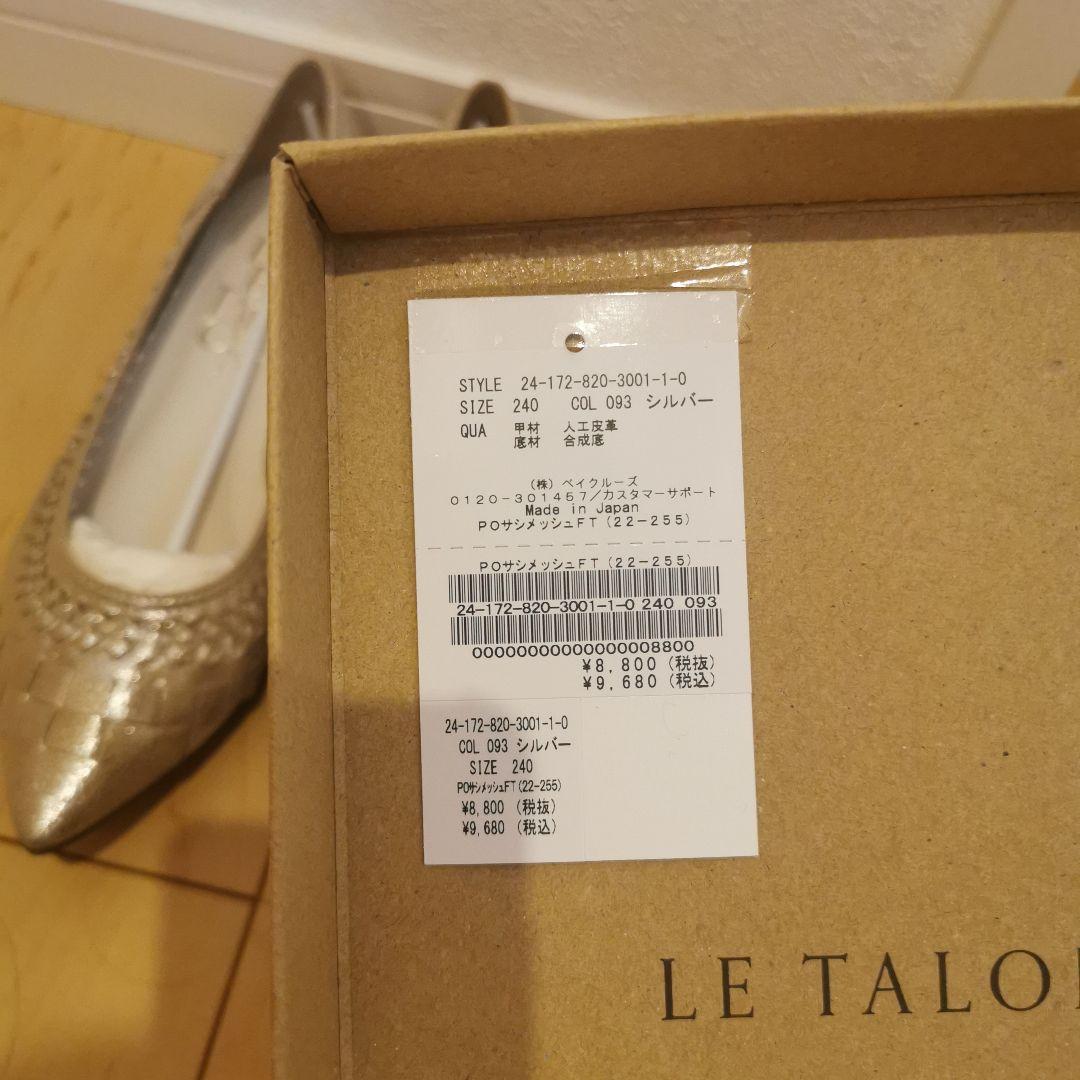 STYLE 24-172-820-3001-1-0
SIZE 240 COL 093 シルバー
QUA 甲材 人工皮革
底材 合成底
(株) ベイクルーズ
0120-301457/カスタマーサポート
Made in Japan
POサシメッシュFT(22-255)
POサシメッシュFT(22-255)
24-172-820-3001-1-0 240 093
00000000000000008800
¥8,800 (税抜)
¥9,680 (税込)
24-172-820-3001-1-0
COL 093 シルバー
SIZE 240
POサシメッシュFT(22-255)
¥8,800 (税抜)
¥9,680 (税込)
LE TALO